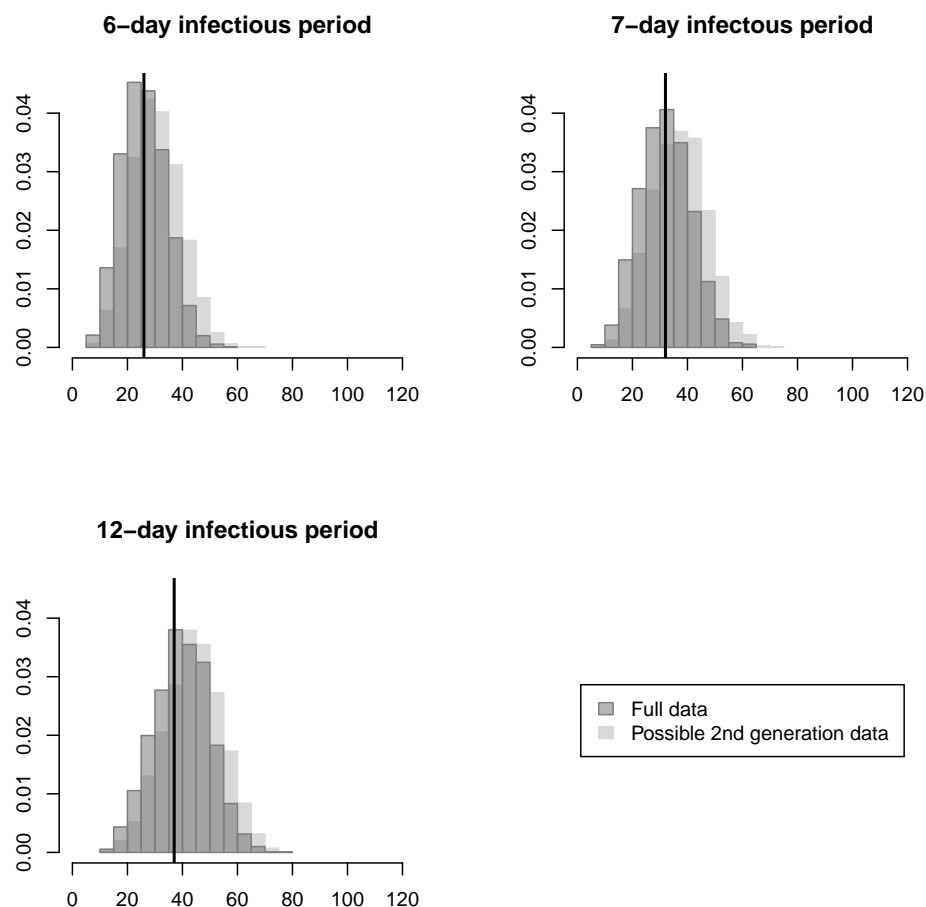 6−day infectious period
7−day infectous period
0.00 0.01 0.02 0.03 0.04
0 20 40 60 80 100 120
0.00 0.01 0.02 0.03 0.04
0 20 40 60 80 100 120
12−day infectious period
0.00 0.01 0.02 0.03 0.04
0 20 40 60 80 100 120
Full data
Possible 2nd generation data